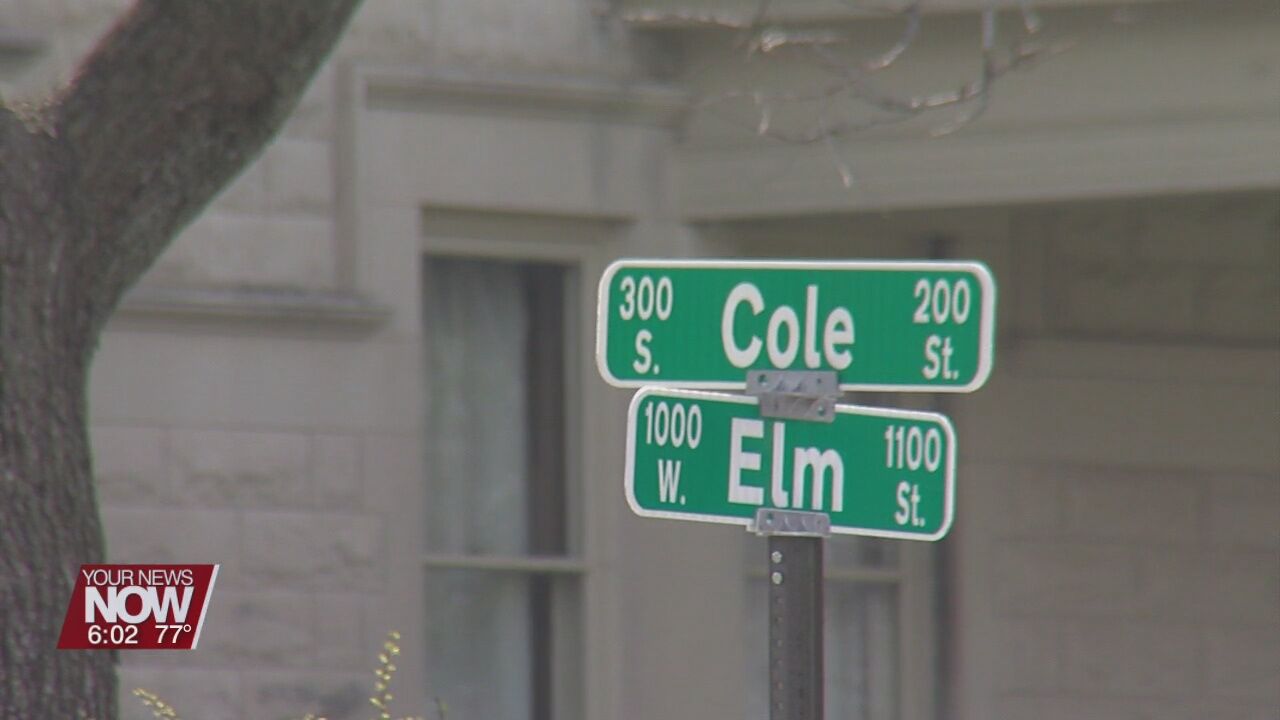 300 Cole 200
S. St.
1000 Elm 1100
W. St.
YOUR NEWS
NOW
6:02 77°